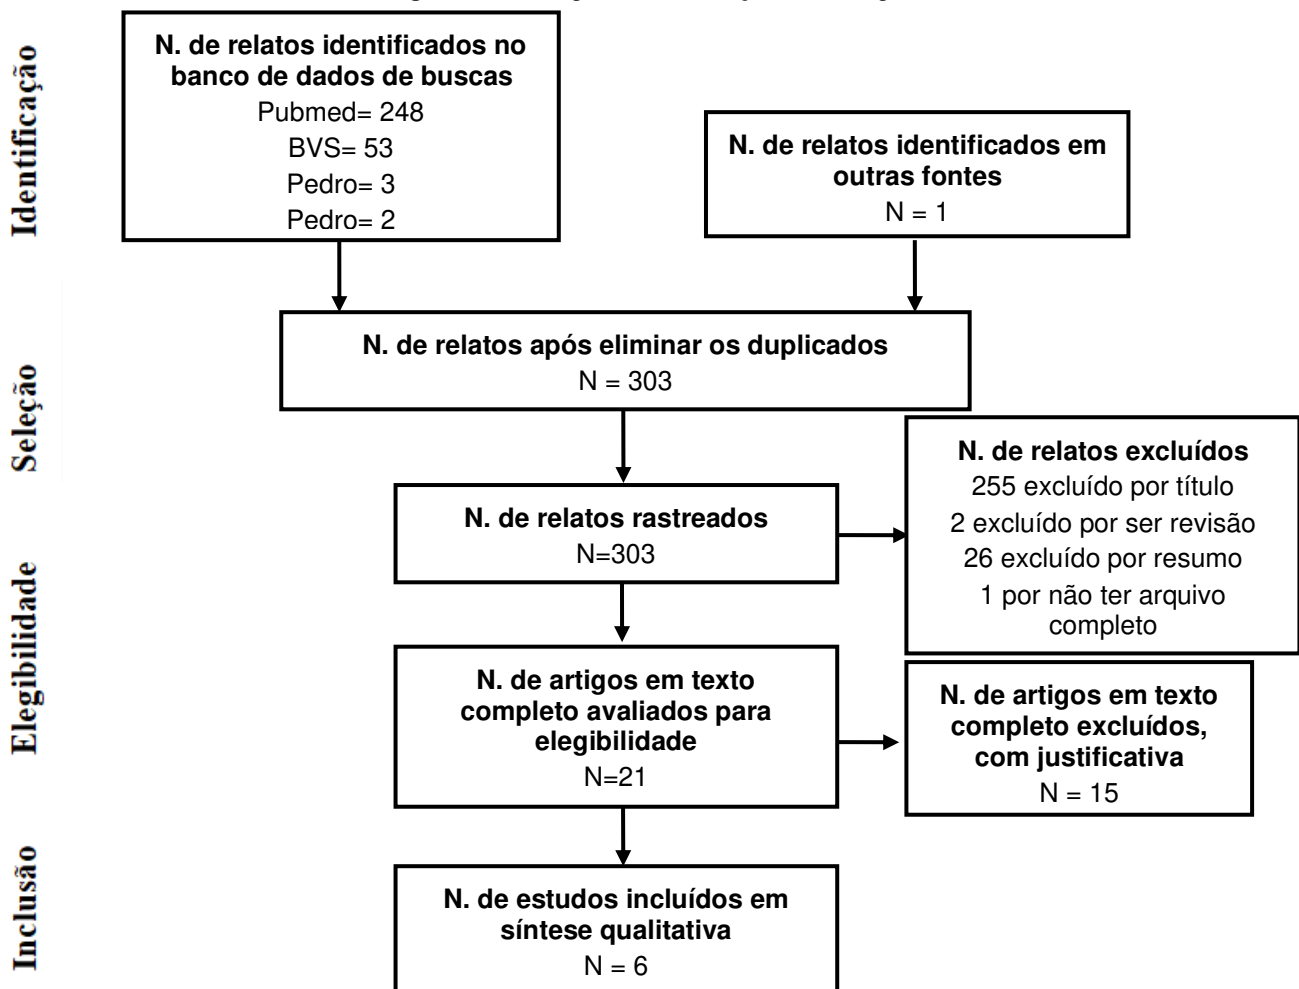 Identificação
N. de relatos identificados no
banco de dados de buscas
Pubmed= 248
BVS= 53
Pedro= 3
Pedro= 2
N. de relatos identificados em
outras fontes
N = 1
Seleção
N. de relatos após eliminar os duplicados
N = 303
N. de relatos rastreados
N=303
N. de relatos excluídos
255 excluído por título
2 excluído por ser revisão
26 excluído por resumo
1 por não ter arquivo
completo
Elegibilidade
N. de artigos em texto
completo avaliados para
elegibilidade
N=21
N. de artigos em texto
completo excluídos,
com justificativa
N = 15
Inclusão
N. de estudos incluídos em
síntese qualitativa
N = 6